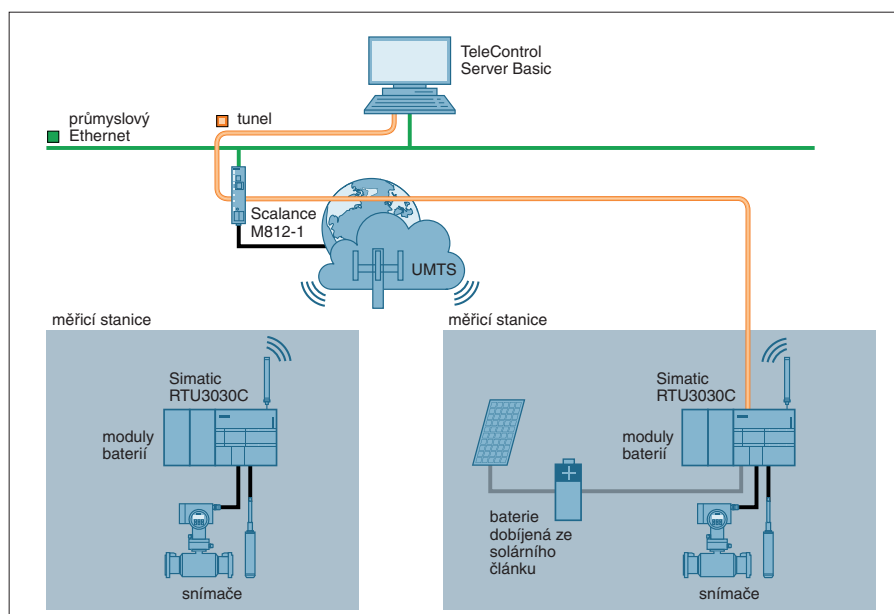 TeleControl
Server Basic
průmyslový
Ethernet
tunel
Scalance
M812-1
UMTS
měřicí stanice
měřicí stanice
Simatic
RTU3030C
moduly
baterií
snímače
Simatic
RTU3030C
moduly
baterií
baterie
dobíjená ze
solárního
článku
snímače